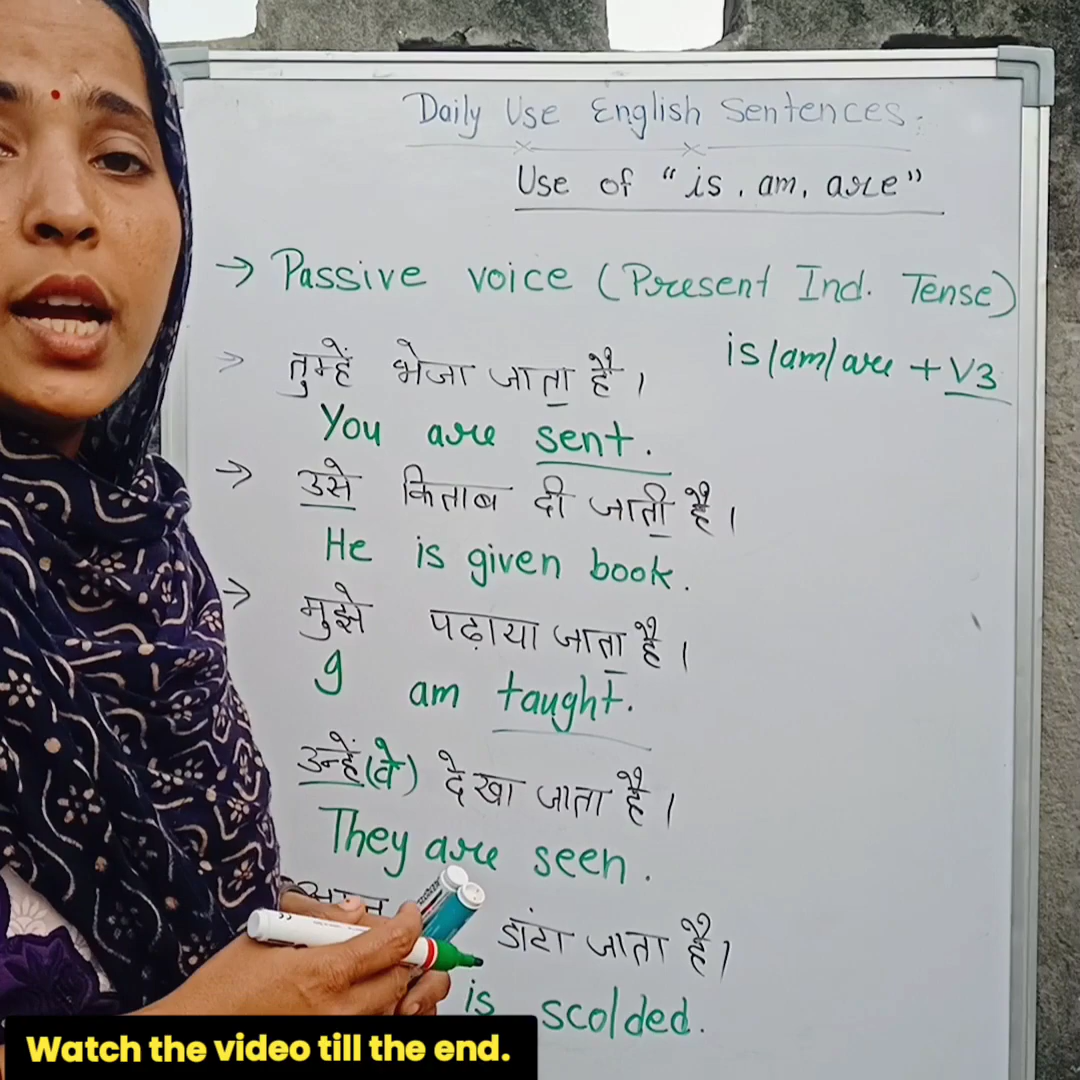 Daily Use English Sentences.
Use of "is, am, are"
→ Passive voice (Present Ind. Tense)
is/am/are + V3
→ तुम्हें भेजा जाता है।
You are sent.
→ उसे किताब दी जाती है।
He is given book.
→ मुझे पढ़ाया जाता है।
I am taught.
उन्हें (वे) देखा जाता है।
They are seen.
डांटा जाता है।
is scolded.
Watch the video till the end.